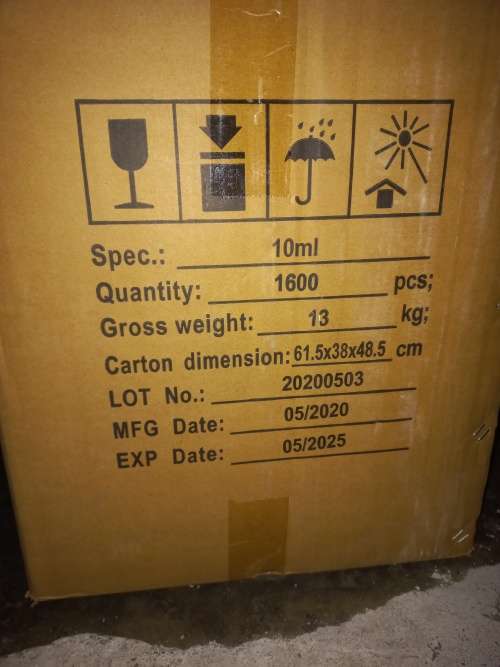 Spec.: 10ml
Quantity: 1600 pcs;
Gross weight: 13 kg;
Carton dimension: 61.5x38x48.5 cm
LOT No.: 20200503
MFG Date: 05/2020
EXP Date: 05/2025